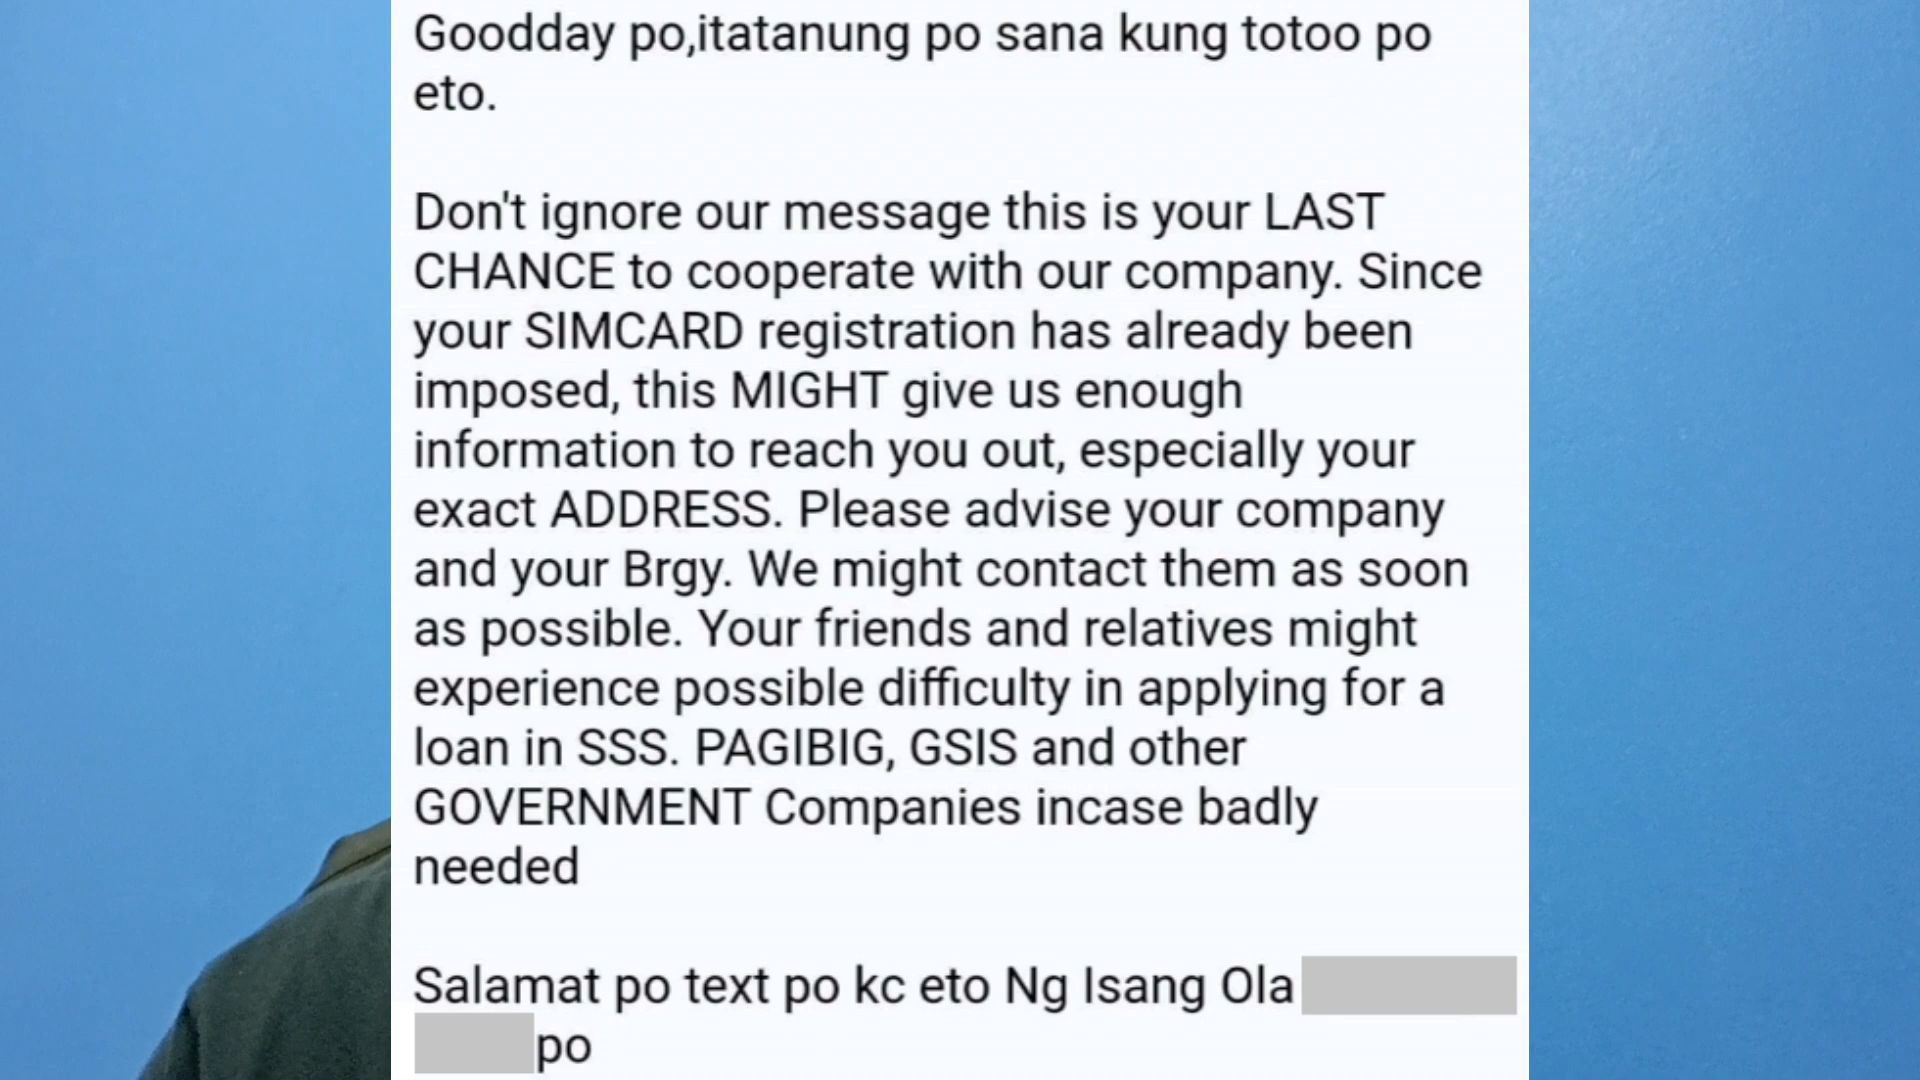 Goodday po,itatanung po sana kung totoo po
eto.
Don't ignore our message this is your LAST
CHANCE to cooperate with our company. Since
your SIMCARD registration has already been
imposed, this MIGHT give us enough
information to reach you out, especially your
exact ADDRESS. Please advise your company
and your Brgy. We might contact them as soon
as possible. Your friends and relatives might
experience possible difficulty in applying for a
loan in SSS. PAGIBIG, GSIS and other
GOVERNMENT Companies incase badly
needed
Salamat po text po kc eto Ng Isang Ola
po